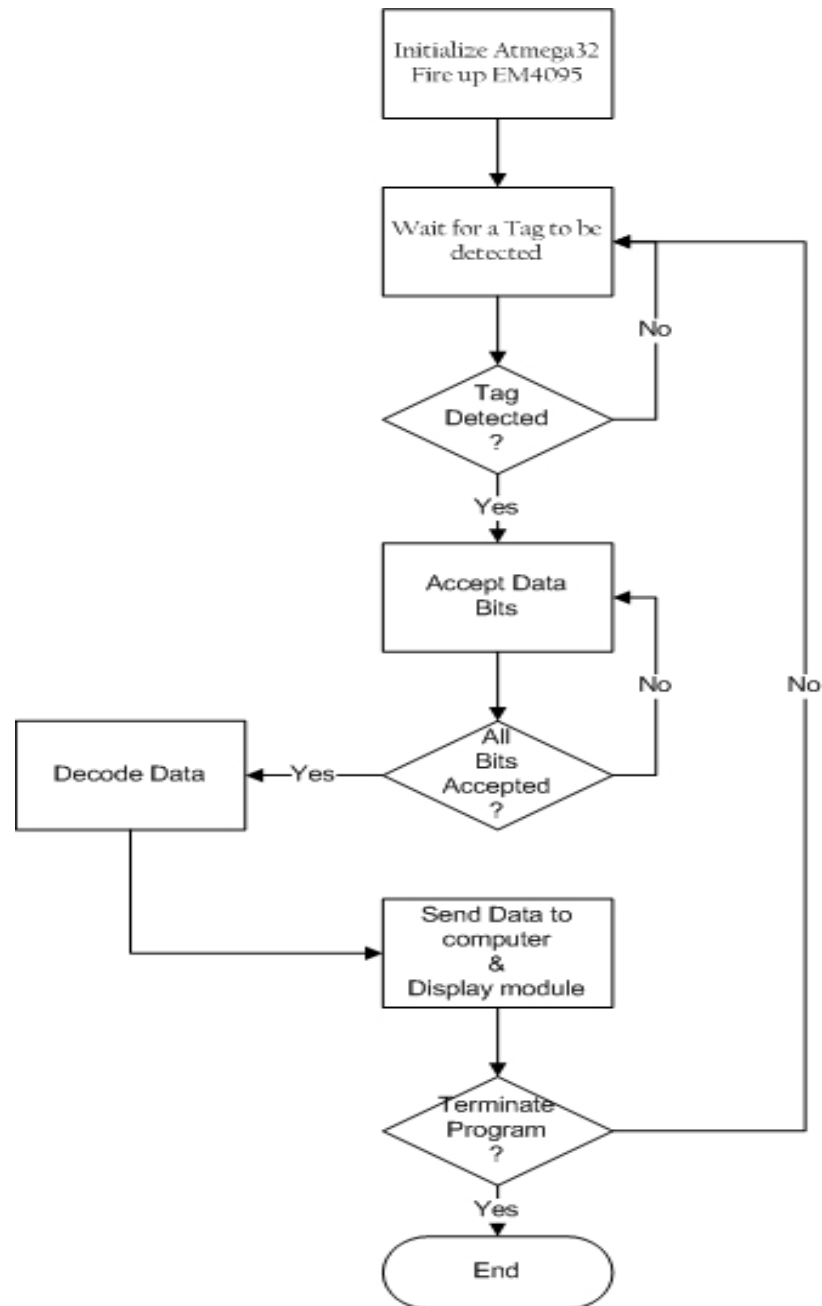 Initialize Atmega32
Fire up EM4095
Wait for a Tag to be
detected
No
Tag
Detected
?
Yes
Accept Data
Bits
No
No
All
Bits
Accepted
?
Yes
Decode Data
Send Data to
computer
&
Display module
Terminate
Program
?
Yes
End